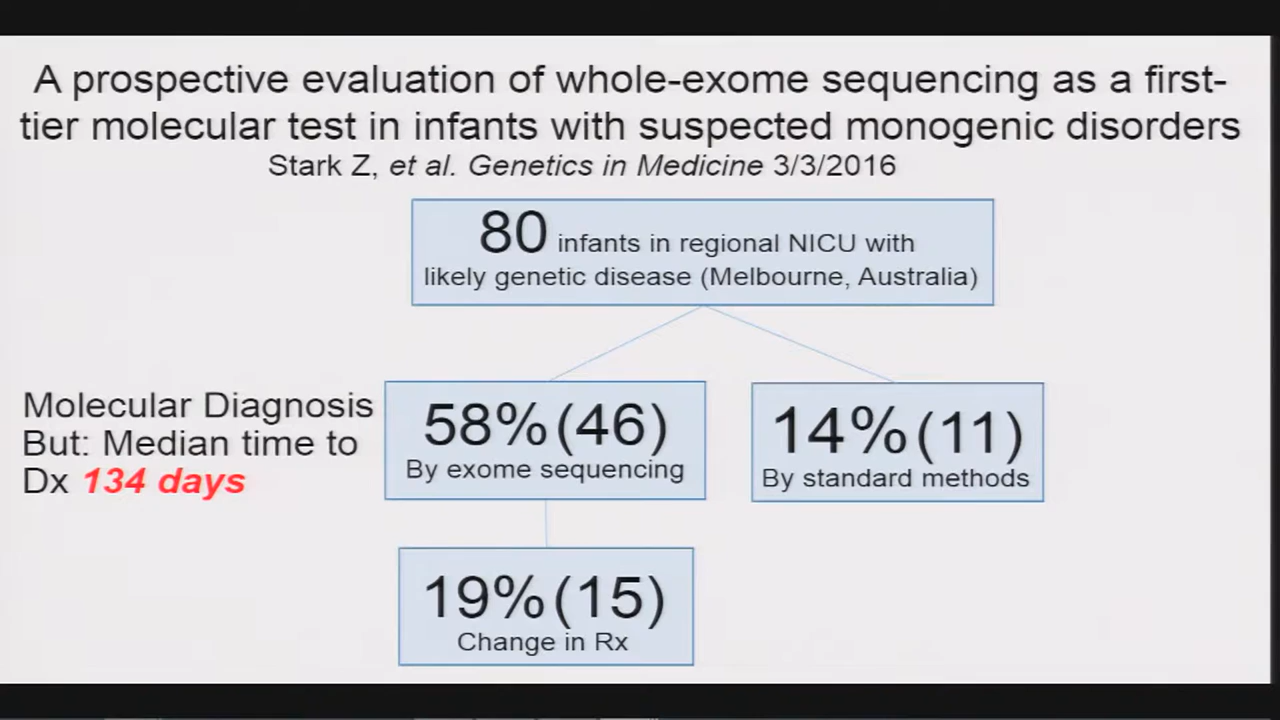 A prospective evaluation of whole-exome sequencing as a first-
tier molecular test in infants with suspected monogenic disorders
Stark Z, et al. Genetics in Medicine 3/3/2016
80 infants in regional NICU with
likely genetic disease (Melbourne, Australia)
Molecular Diagnosis
But: Median time to
Dx 134 days
58% (46)
By exome sequencing
14% (11)
By standard methods
19% (15)
Change in Rx